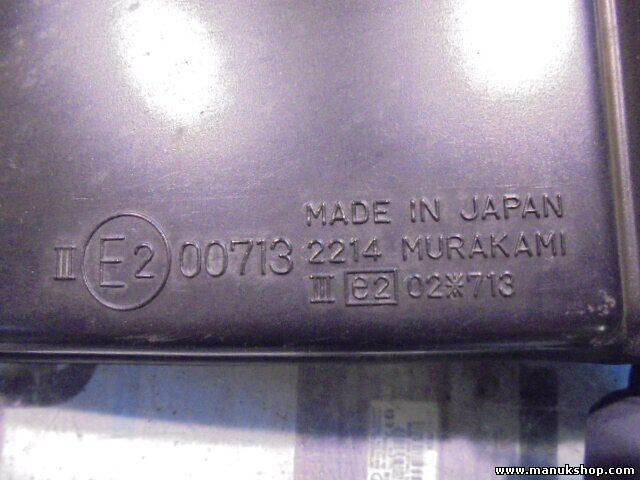 MADE IN JAPAN
II E2 00713 2214 MURAKAMI
III e2 02*713
www.manukshop.com